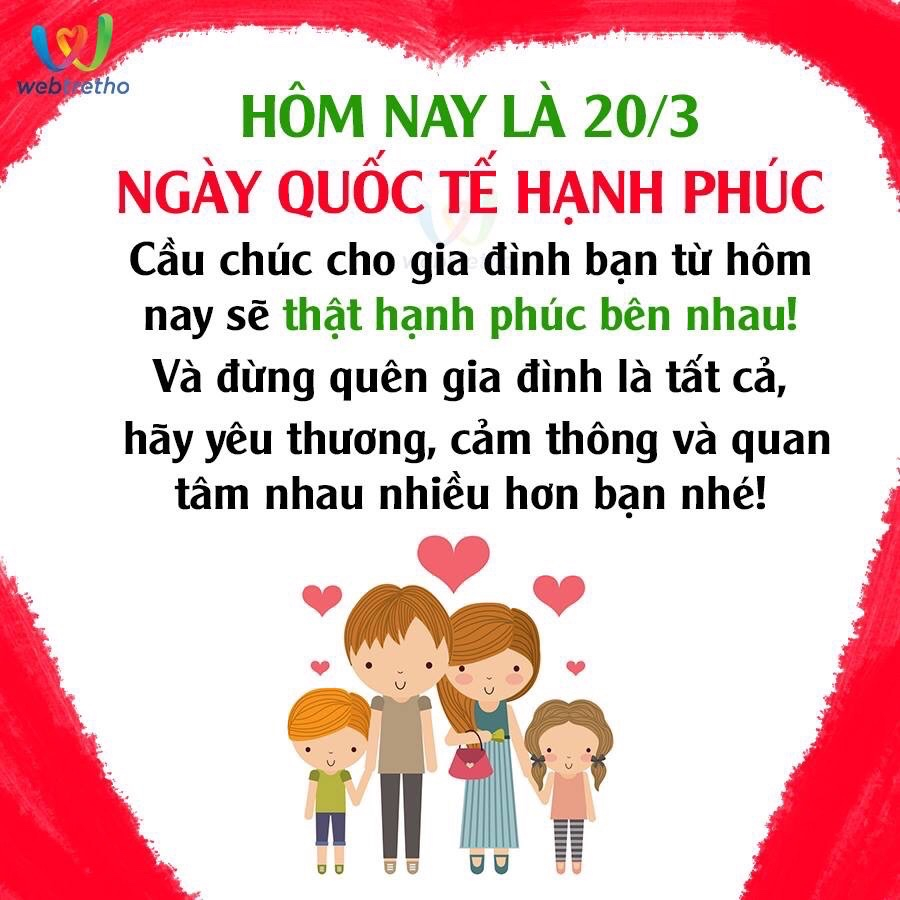 webtretho
HÔM NAY LÀ 20/3
NGÀY QUỐC TẾ HẠNH PHÚC
Cầu chúc cho gia đình bạn từ hôm
nay sẽ thật hạnh phúc bên nhau!
Và đừng quên gia đình là tất cả,
hãy yêu thương, cảm thông và quan
tâm nhau nhiều hơn bạn nhé!